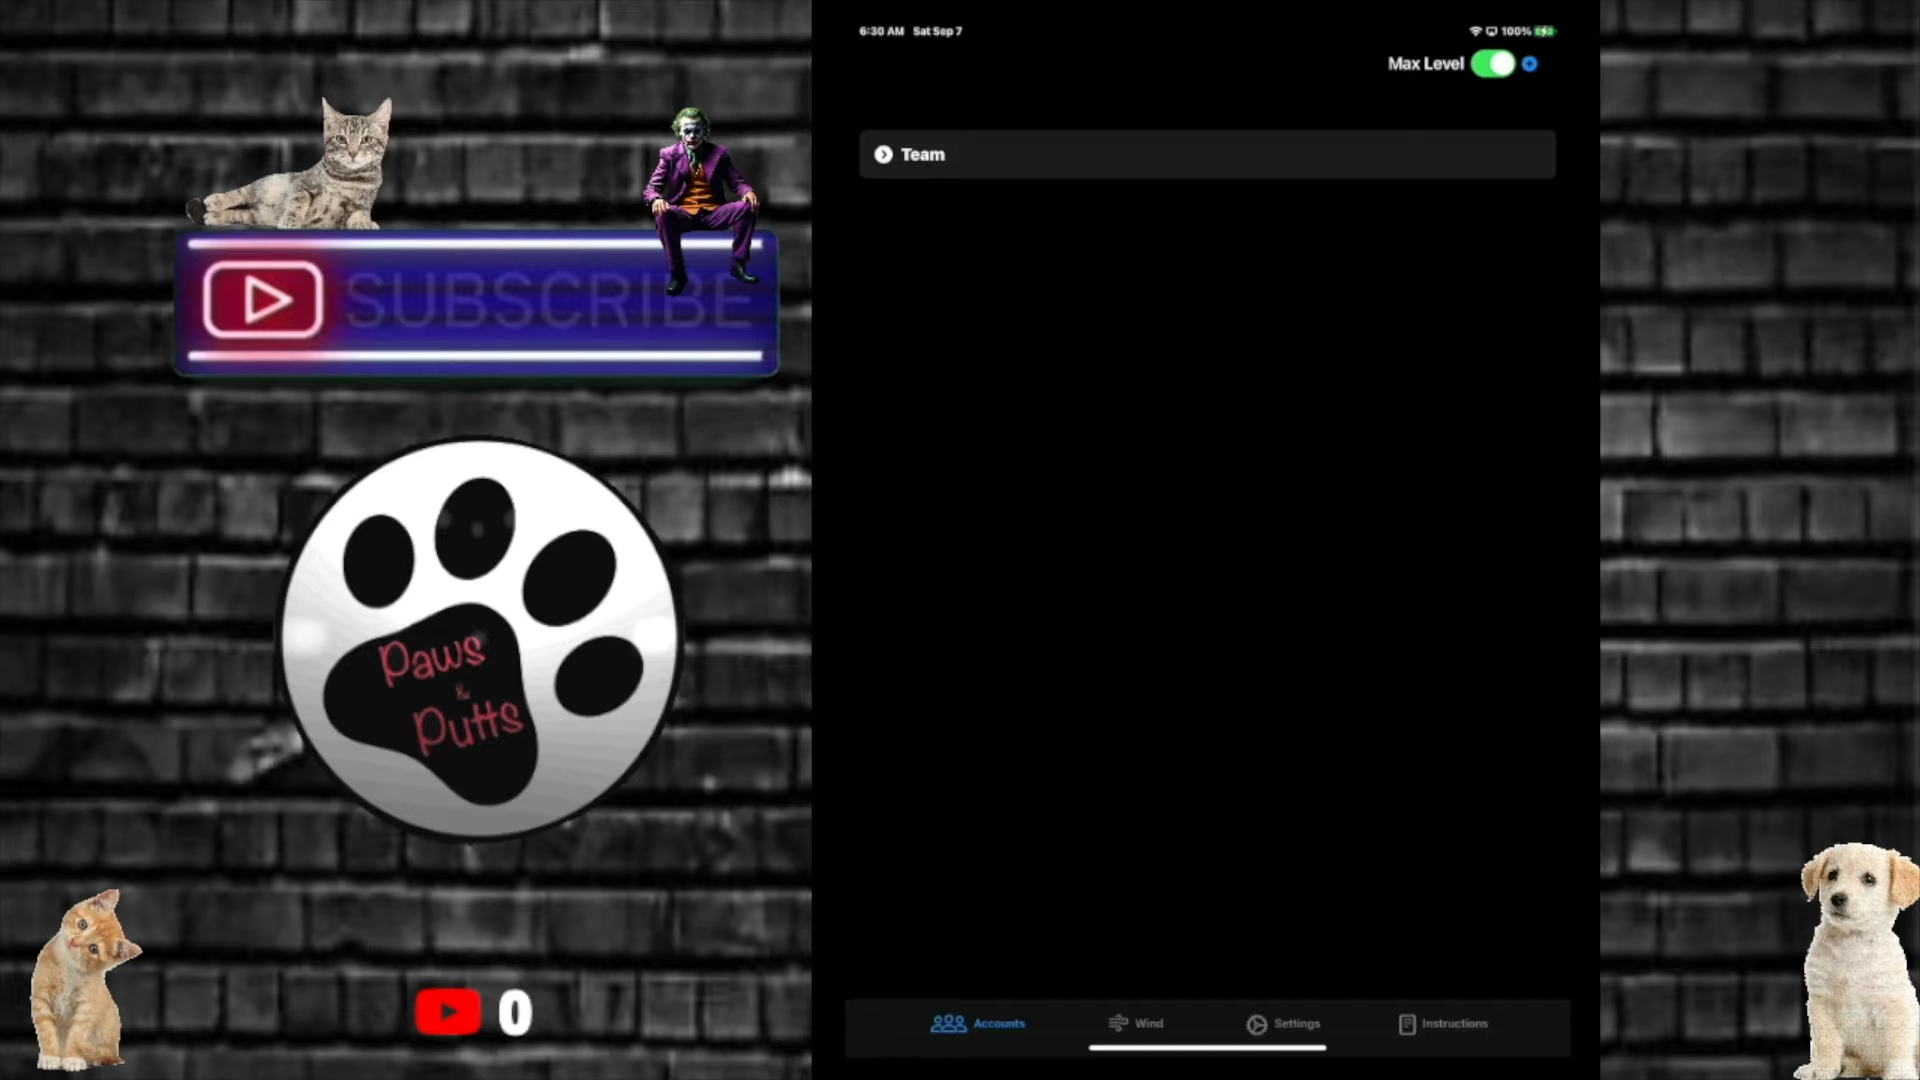 6:30 AM Sat Sep 7
100%
Max Level
Team
SUBSCRIBE
Paws
&
Putts
0
Accounts
Wind
Settings
Instructions